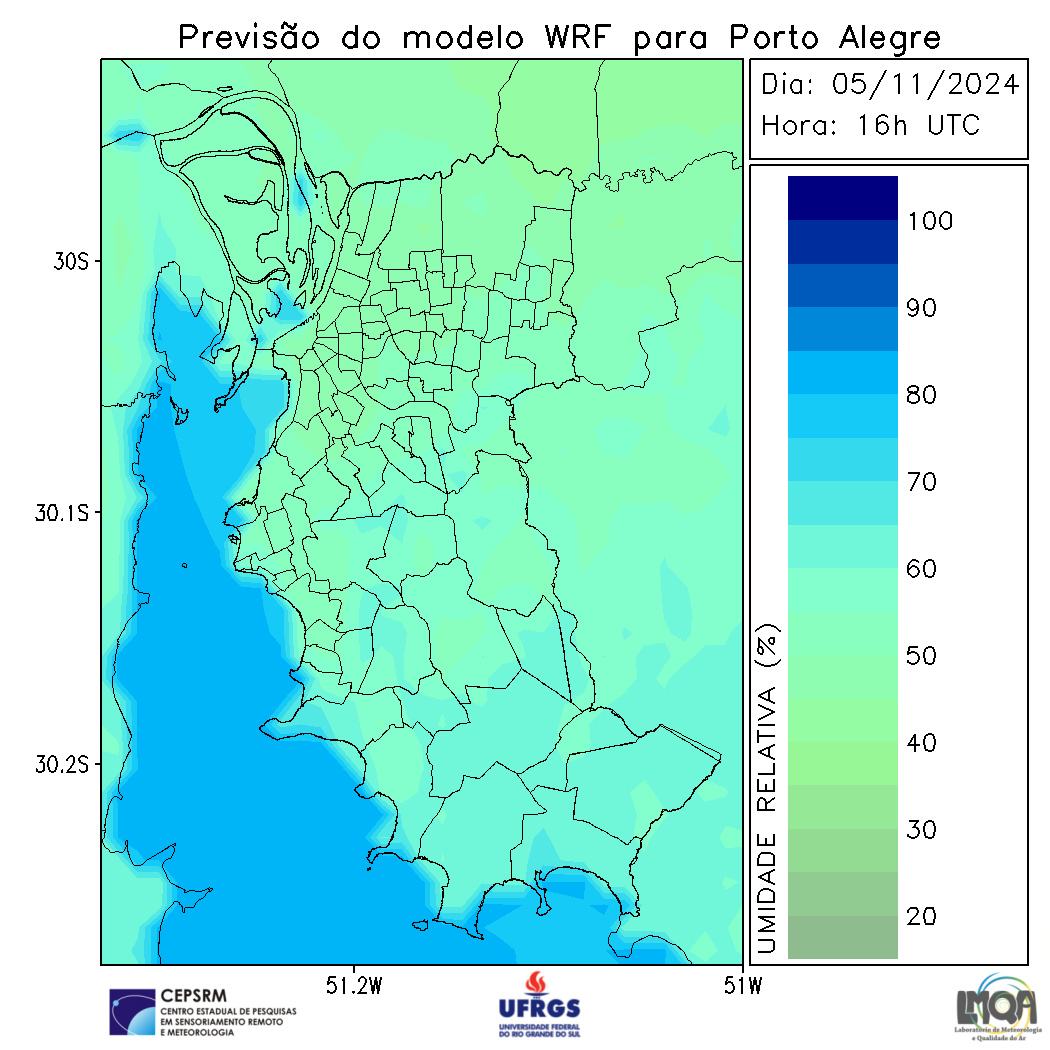 Previsão do modelo WRF para Porto Alegre
Dia: 05/11/2024
Hora: 16h UTC
100
90
80
70
60
50
40
30
20
UMIDADE RELATIVA (%)
30S
30.1S
30.2S
51.2W
51W
CEPSRM
CENTRO ESTADUAL DE PESQUISAS
EM SENSORIAMENTO REMOTO
E METEOROLOGIA
UFRGS
UNIVERSIDADE FEDERAL
DO RIO GRANDE DO SUL
LMQA
Laboratório de Meteorologia
e Qualidade do Ar